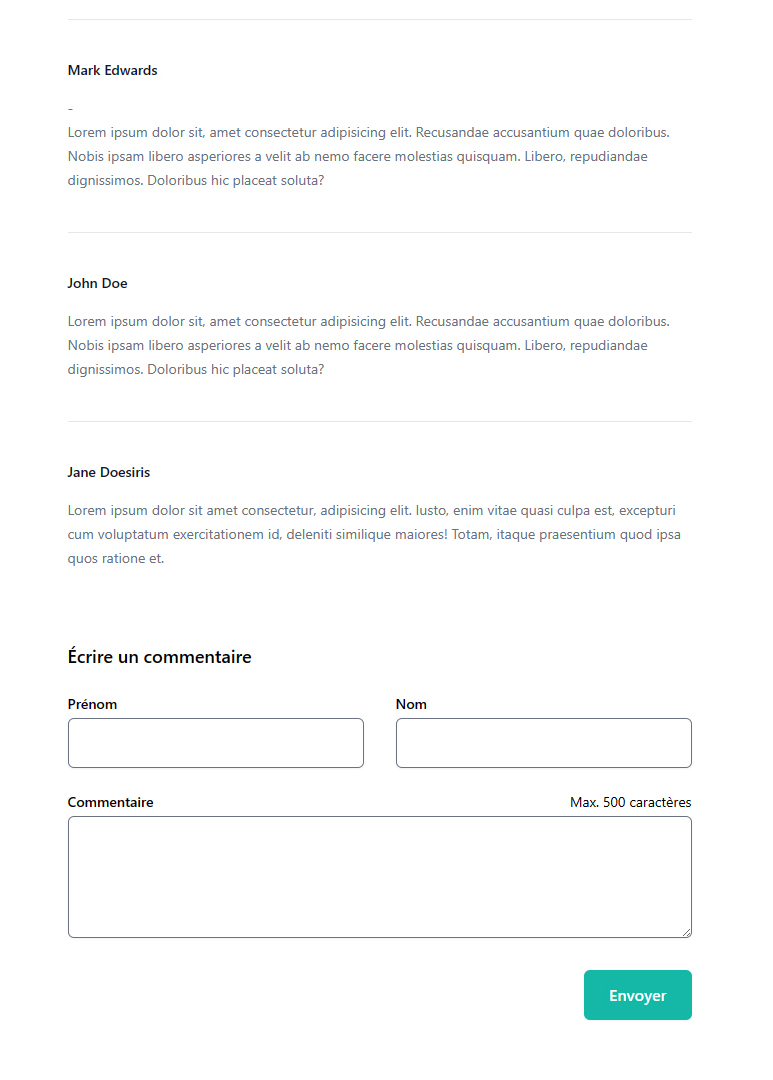 Mark Edwards
-
Lorem ipsum dolor sit, amet consectetur adipisicing elit. Recusandae accusantium quae doloribus.
Nobis ipsam libero asperiores a velit ab nemo facere molestias quisquam. Libero, repudiandae
dignissimos. Doloribus hic placeat soluta?
John Doe
Lorem ipsum dolor sit, amet consectetur adipisicing elit. Recusandae accusantium quae doloribus.
Nobis ipsam libero asperiores a velit ab nemo facere molestias quisquam. Libero, repudiandae
dignissimos. Doloribus hic placeat soluta?
Jane Doesiris
Lorem ipsum dolor sit amet consectetur, adipisicing elit. Iusto, enim vitae quasi culpa est, excepturi
cum voluptatum exercitationem id, deleniti similique maiores! Totam, itaque praesentium quod ipsa
quos ratione et.
Écrire un commentaire
Prénom
Nom
Commentaire
Max. 500 caractères
Envoyer